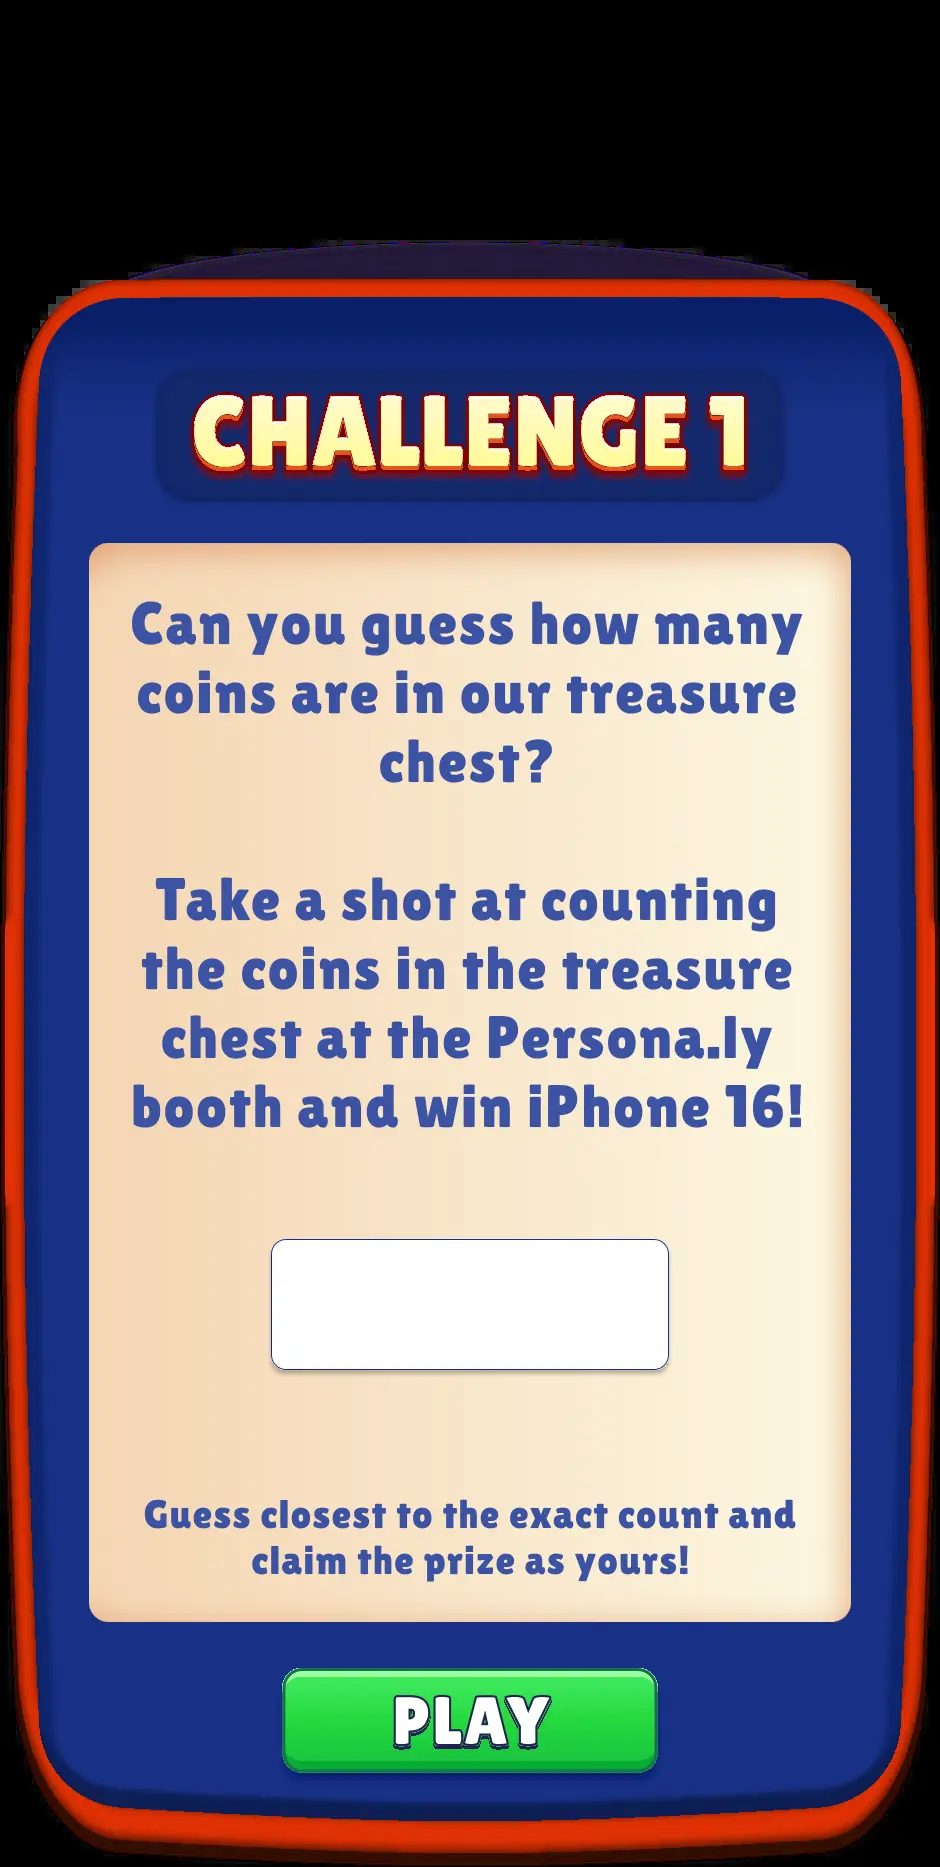 CHALLENGE 1
Can you guess how many
coins are in our treasure
chest?
Take a shot at counting
the coins in the treasure
chest at the Persona.ly
booth and win iPhone 16!
Guess closest to the exact count and
claim the prize as yours!
PLAY